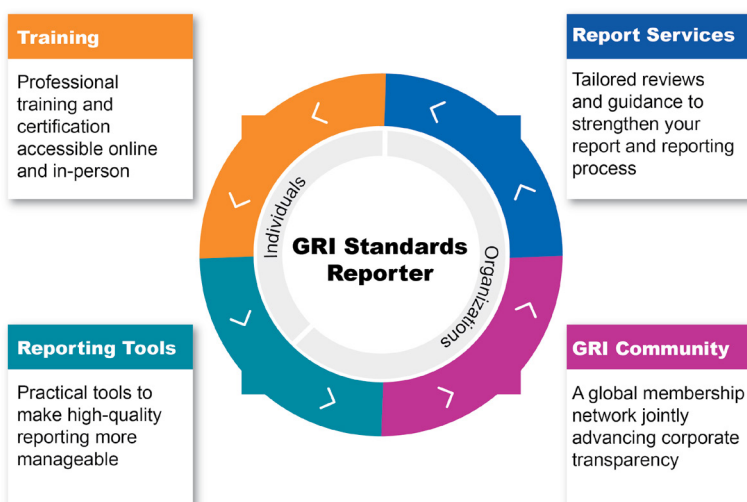 Training
Professional
training and
certification
accessible online
and in-person
Report Services
Tailored reviews
and guidance to
strengthen your
report and reporting
process
Individuals
GRI Standards
Reporter
Organizations
Reporting Tools
Practical tools to
make high-quality
reporting more
manageable
GRI Community
A global membership
network jointly
advancing corporate
transparency